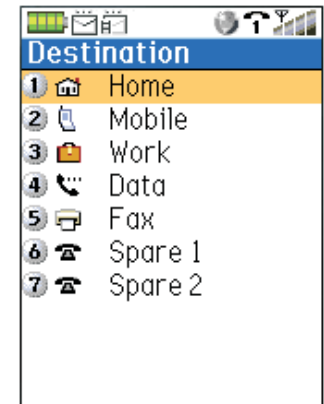 Destination
1 Home
2 Mobile
3 Work
4 Data
5 Fax
6 Spare 1
7 Spare 2